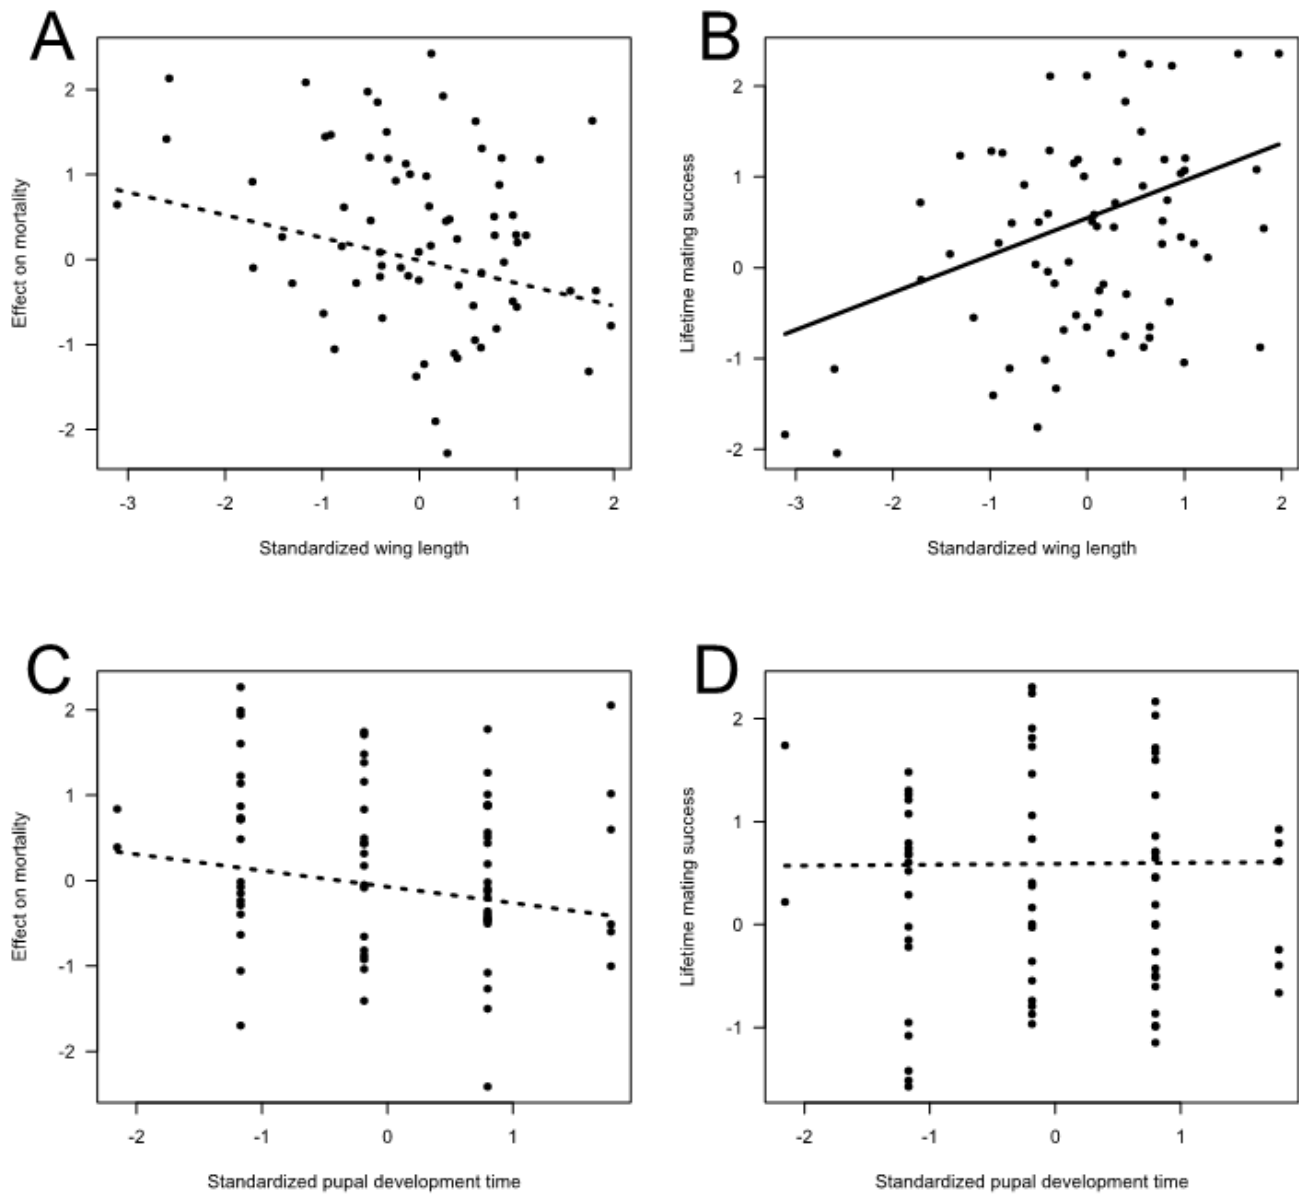 A
B
Effect on mortality
2
1
0
-1
-2
-3 -2 -1 0 1 2
Standardized wing length
Lifetime mating success
2
1
0
-1
-2
-3 -2 -1 0 1 2
Standardized wing length
C
D
Effect on mortality
2
1
0
-1
-2
-2 -1 0 1
Standardized pupal development time
Lifetime mating success
2
1
0
-1
-2 -1 0 1
Standardized pupal development time